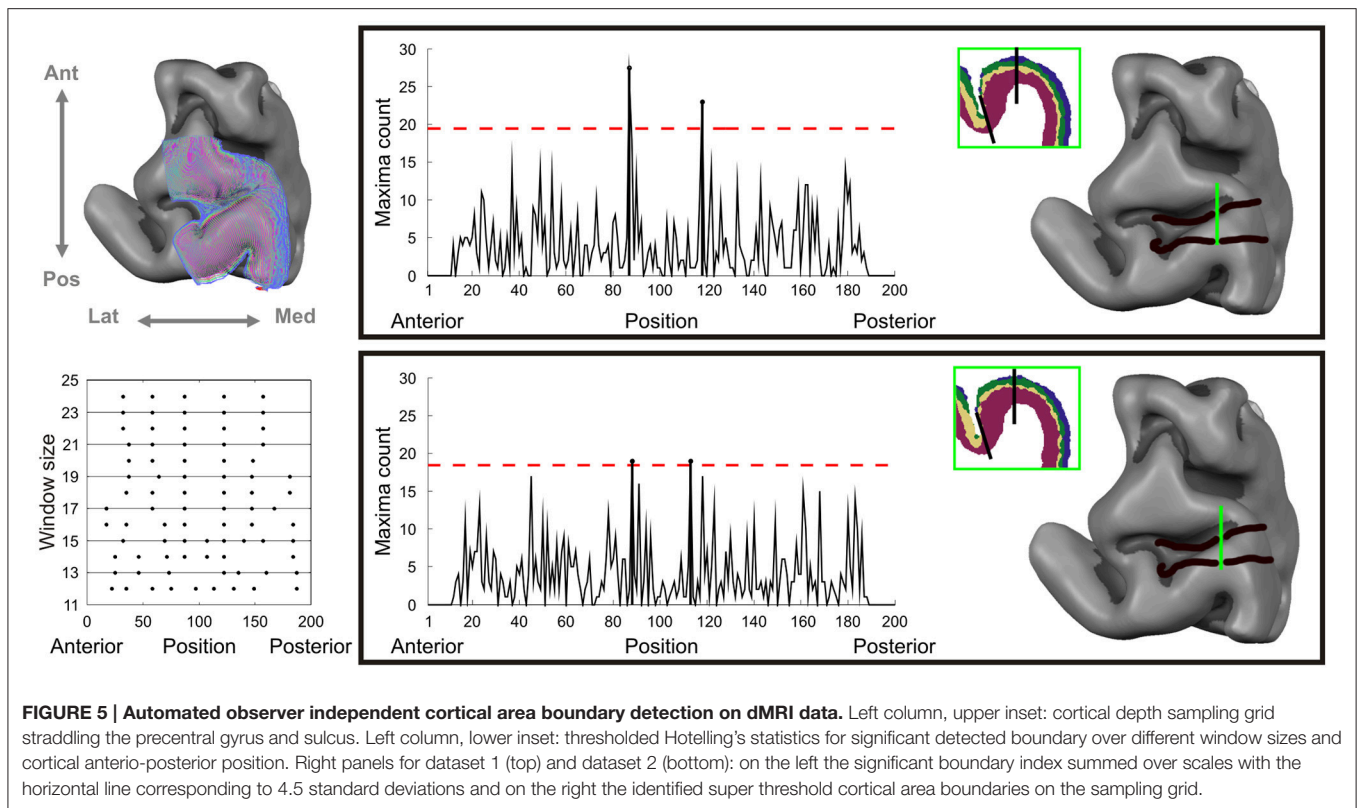 Ant
Pos
Lat
Med
25
23
21
19
17
15
13
11
Window size
0
50
100
150
200
Anterior
Position
Posterior
30
25
20
15
10
5
0
Maxima count
1
20
40
60
80
100
120
140
160
180
200
Anterior
Position
Posterior
30
25
20
15
10
5
0
Maxima count
1
20
40
60
80
100
120
140
160
180
200
Anterior
Position
Posterior
FIGURE 5 | Automated observer independent cortical area boundary detection on dMRI data. Left column, upper inset: cortical depth sampling grid
straddling the precentral gyrus and sulcus. Left column, lower inset: thresholded Hotelling's statistics for significant detected boundary over different window sizes and
cortical anterio-posterior position. Right panels for dataset 1 (top) and dataset 2 (bottom): on the left the significant boundary index summed over scales with the
horizontal line corresponding to 4.5 standard deviations and on the right the identified super threshold cortical area boundaries on the sampling grid.